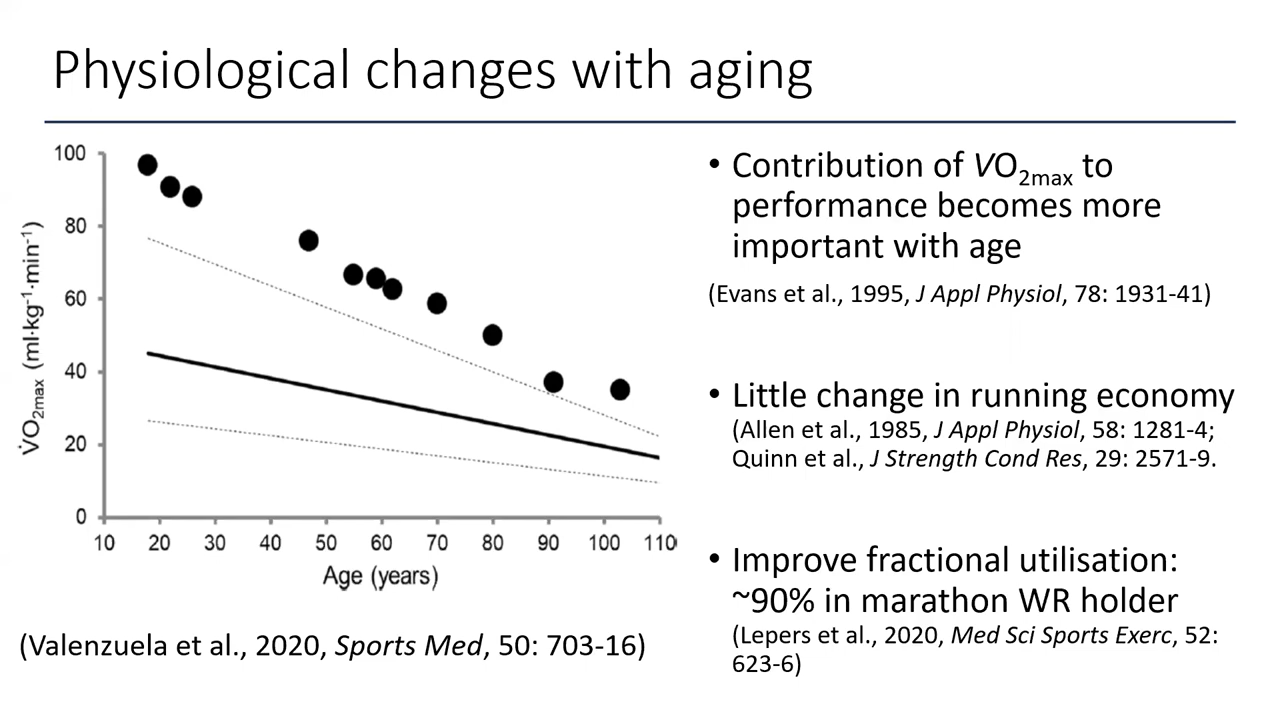 Physiological changes with aging
100
80
60
40
20
0
V̇O2max (ml·kg-1·min-1)
10 20 30 40 50 60 70 80 90 100 110
Age (years)
(Valenzuela et al., 2020, Sports Med, 50: 703-16)
• Contribution of VO2max to
performance becomes more
important with age
(Evans et al., 1995, J Appl Physiol, 78: 1931-41)
• Little change in running economy
(Allen et al., 1985, J Appl Physiol, 58: 1281-4;
Quinn et al., J Strength Cond Res, 29: 2571-9.
• Improve fractional utilisation:
~90% in marathon WR holder
(Lepers et al., 2020, Med Sci Sports Exerc, 52:
623-6)